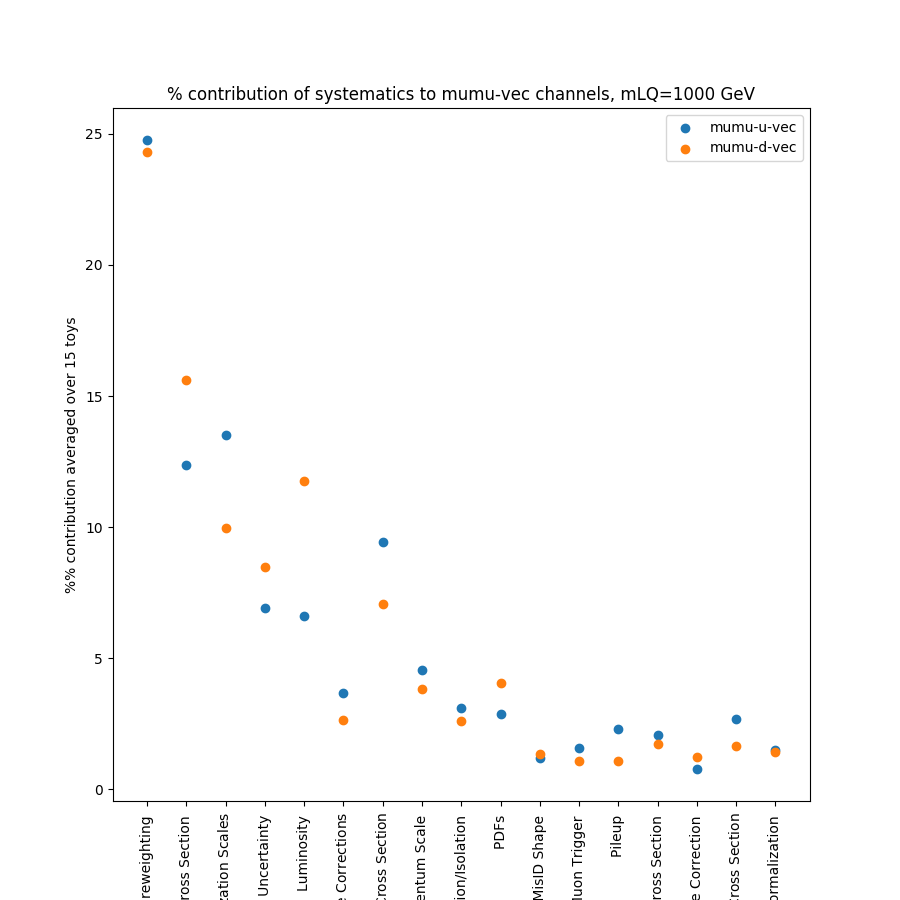 % contribution of systematics to mumu-vec channels, mLQ=1000 GeV
mumu-u-vec
mumu-d-vec
%% contribution averaged over 15 toys
25
20
15
10
5
0
reweighting
ross Section
zation Scales
Uncertainty
Luminosity
e Corrections
Cross Section
entum Scale
ion/Isolation
PDFs
MisID Shape
uon Trigger
Pileup
ross Section
e Correction
ross Section
ormalization